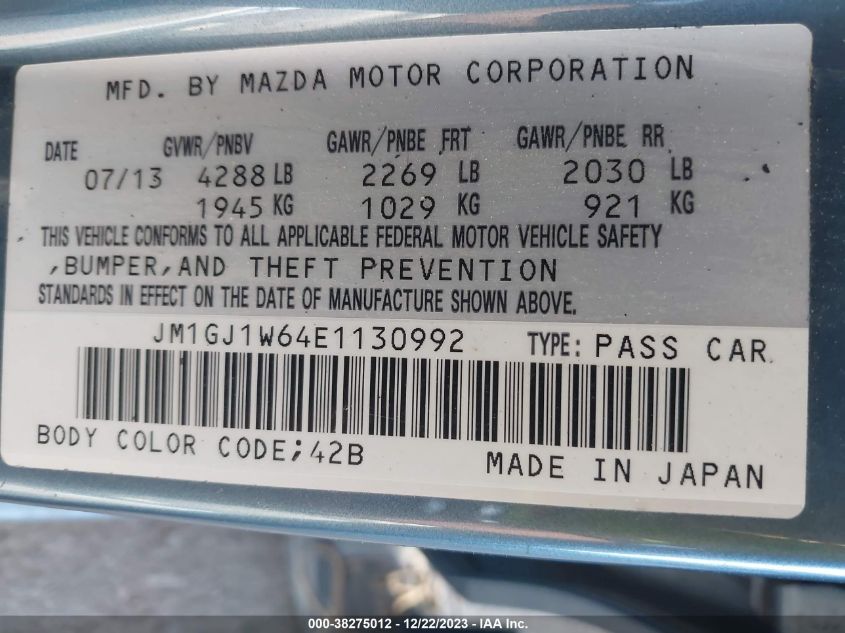 MFD. BY MAZDA MOTOR CORPORATION
DATE GVWR/PNBV GAWR/PNBE FRT GAWR/PNBE RR
07/13 4288 LB 2269 LB 2030 LB
1945 KG 1029 KG 921 KG
THIS VEHICLE CONFORMS TO ALL APPLICABLE FEDERAL MOTOR VEHICLE SAFETY
,BUMPER,AND THEFT PREVENTION
STANDARDS IN EFFECT ON THE DATE OF MANUFACTURE SHOWN ABOVE.
JM1GJ1W64E1130992 TYPE: PASS CAR
BODY COLOR CODE;42B
MADE IN JAPAN
000-38275012 - 12/22/2023 - IAA Inc.